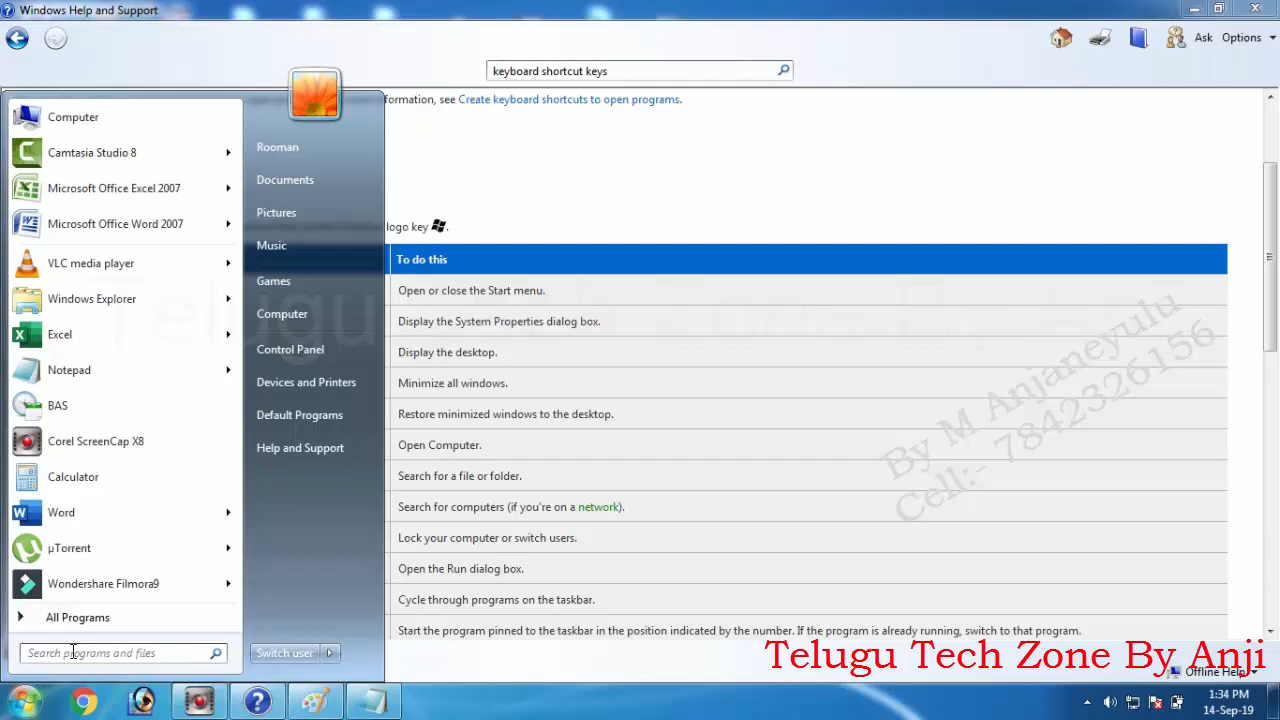 Windows Help and Support
Ask
Options
keyboard shortcut keys
formation, see Create keyboard shortcuts to open programs.
logo key
.
To do this
Open or close the Start menu.
Display the System Properties dialog box.
Display the desktop.
Minimize all windows.
Restore minimized windows to the desktop.
Open Computer.
Search for a file or folder.
Search for computers (if you're on a network).
Lock your computer or switch users.
Open the Run dialog box.
Cycle through programs on the taskbar.
Start the program pinned to the taskbar in the position indicated by the number. If the program is already running, switch to that program.
Computer
Camtasia Studio 8
Microsoft Office Excel 2007
Microsoft Office Word 2007
VLC media player
Windows Explorer
Excel
Notepad
BAS
Corel ScreenCap X8
Calculator
Word
µTorrent
Wondershare Filmora9
All Programs
Search programs and files
Rooman
Documents
Pictures
Music
Games
Computer
Control Panel
Devices and Printers
Default Programs
Help and Support
Switch user
By M Anjaneyulu
Cell:- 7842326156
Telugu Tech Zone By Anji
Offline Help
1:34 PM
14-Sep-19